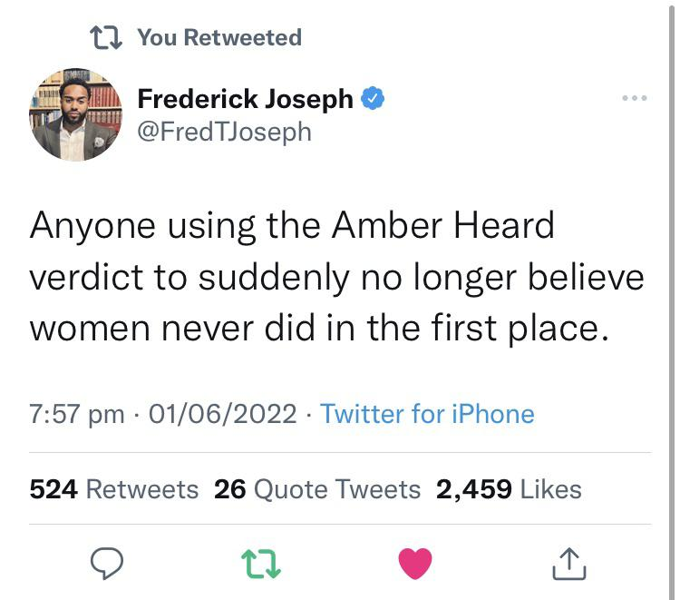 You Retweeted
Frederick Joseph
@FredTJoseph
Anyone using the Amber Heard
verdict to suddenly no longer believe
women never did in the first place.
7:57 pm · 01/06/2022 · Twitter for iPhone
524 Retweets 26 Quote Tweets 2,459 Likes